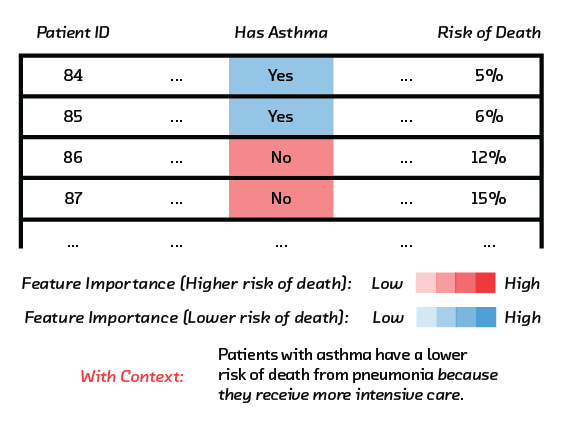 Patient ID Has Asthma Risk of Death
84 ... Yes ... 5%
85 ... Yes ... 6%
86 ... No ... 12%
87 ... No ... 15%
... ... ... ... ...
Feature Importance (Higher risk of death): Low High
Feature Importance (Lower risk of death): Low High
Patients with asthma have a lower
With Context: risk of death from pneumonia because
they receive more intensive care.